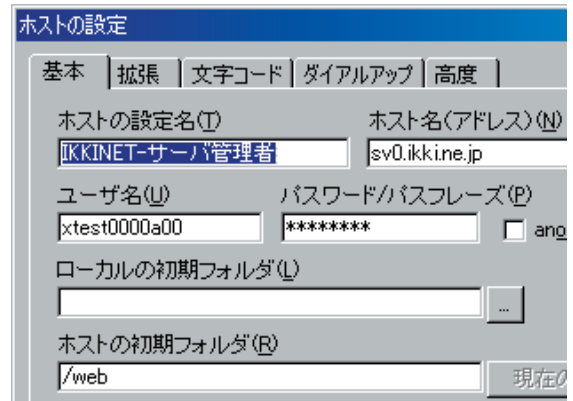 ホストの設定
基本 拡張 文字コード ダイアルアップ 高度
ホストの設定名(T) ホスト名(アドレス)(N)
IKKINET-サーバ管理者 sv0.ikki.ne.jp
ユーザ名(U) パスワード/パスフレーズ(P)
xtest0000a00 ******** ano
ローカルの初期フォルダ(L)
...
ホストの初期フォルダ(R)
/web 現在の